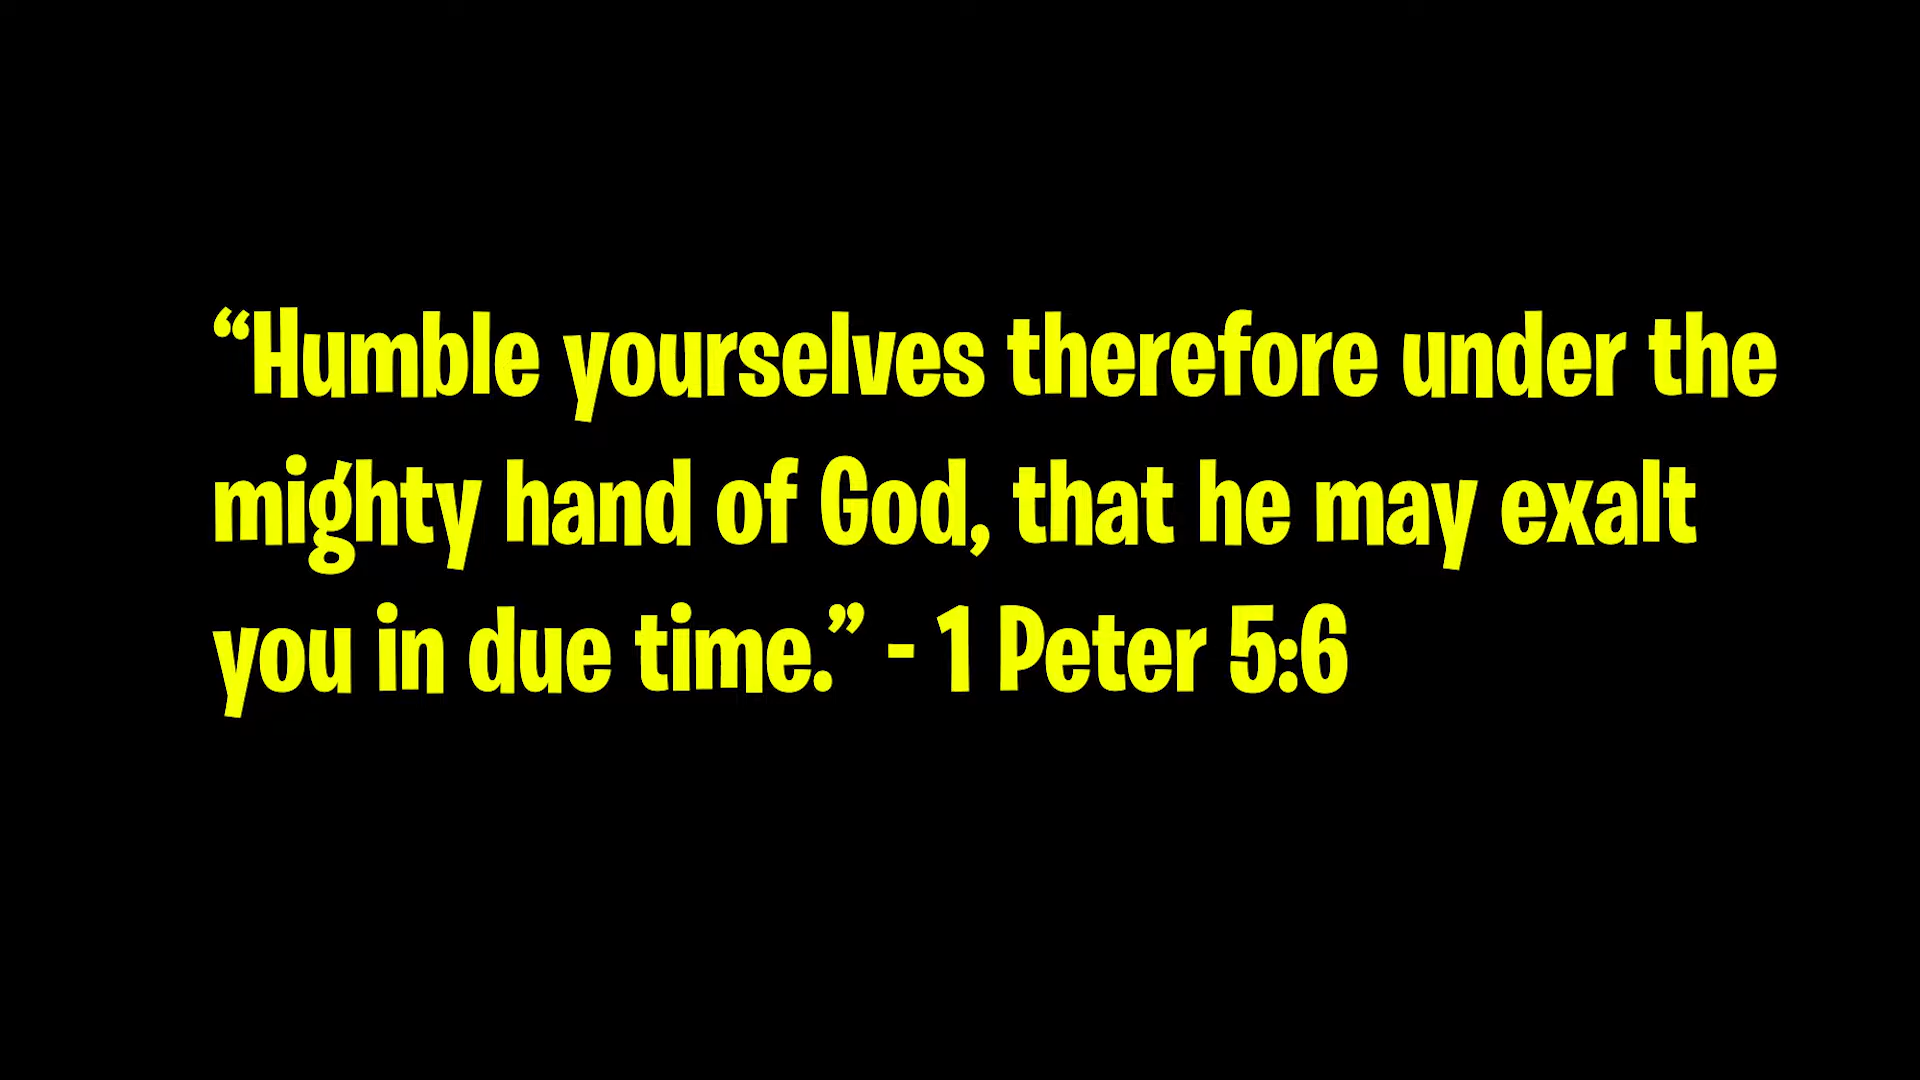 “Humble yourselves therefore under the
mighty hand of God, that he may exalt
you in due time.” - 1 Peter 5:6